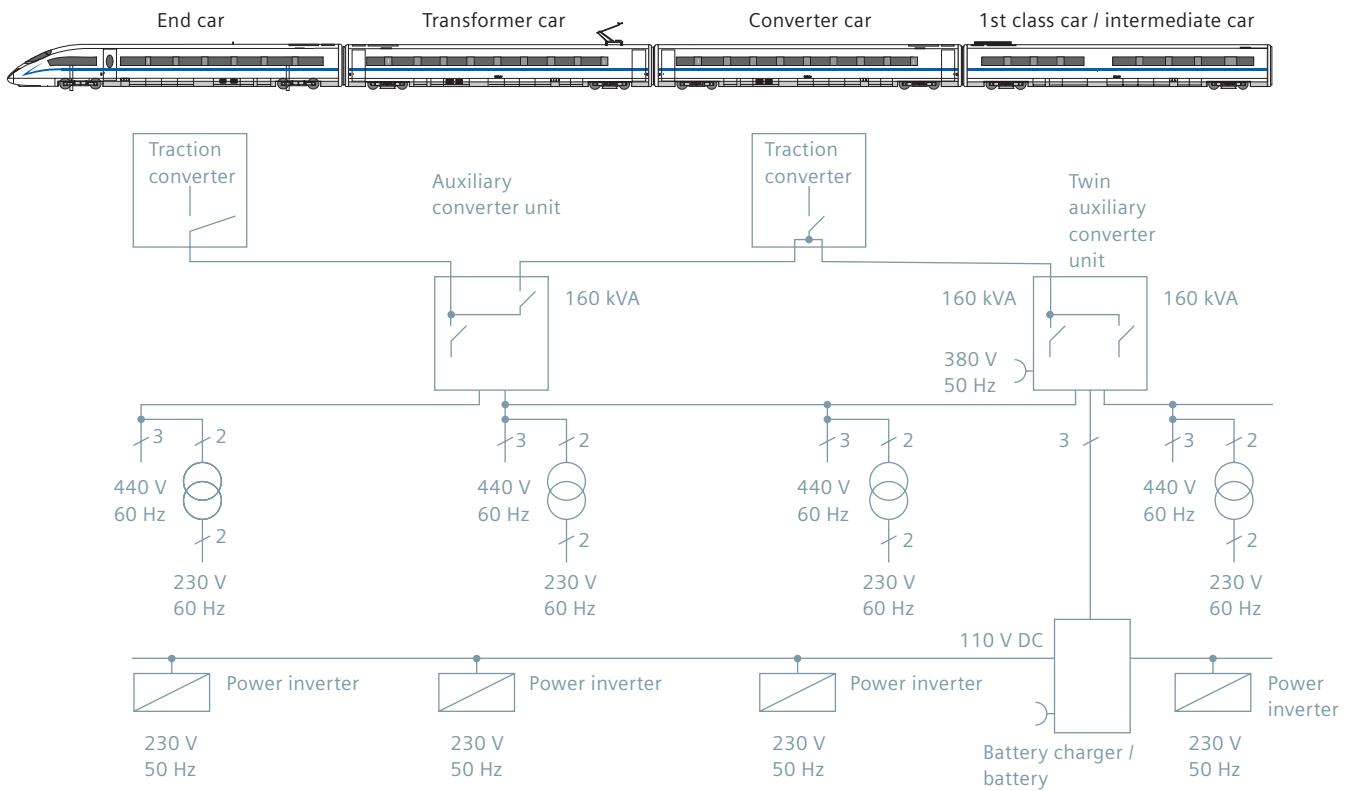 End car
Transformer car
Converter car
1st class car / intermediate car
Traction
converter
Auxiliary
converter unit
Traction
converter
Twin
auxiliary
converter
unit
160 kVA
160 kVA
160 kVA
380 V
50 Hz
3
2
3
2
3
2
3
3
2
440 V
60 Hz
440 V
60 Hz
440 V
60 Hz
440 V
60 Hz
2
2
2
2
230 V
60 Hz
230 V
60 Hz
230 V
60 Hz
230 V
60 Hz
110 V DC
Power inverter
Power inverter
Power inverter
Power
inverter
230 V
50 Hz
230 V
50 Hz
230 V
50 Hz
Battery charger /
battery
230 V
50 Hz